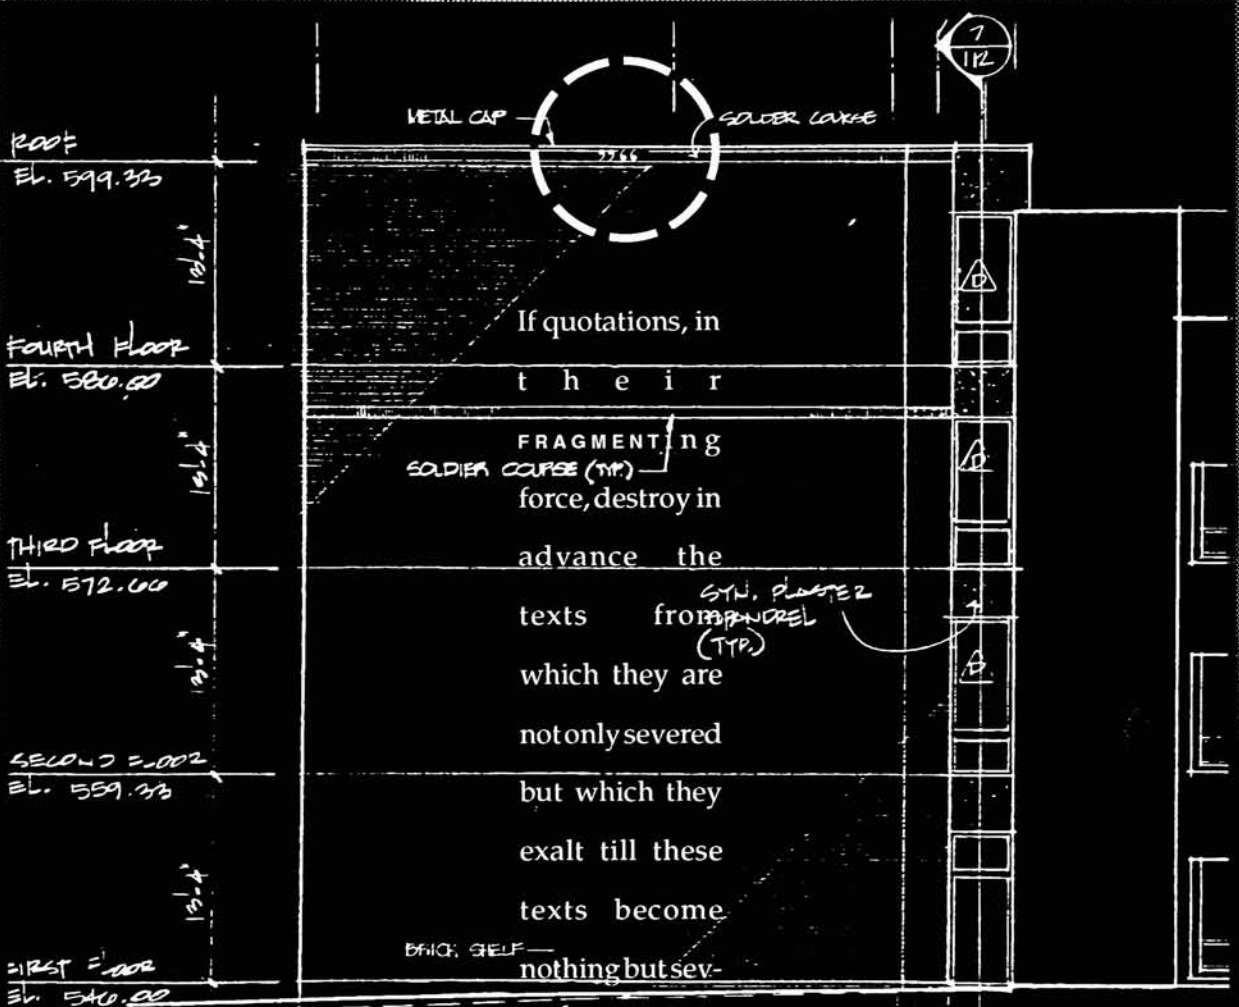 7
1R2
METAL CAP
SOLDIER COURSE
ROOF
EL. 599.33
13'-4"
If quotations, in
FOURTH FLOOR
EL. 586.00
their
FRAGMENTing
SOLDIER COURSE (TYP.)
13'-4"
force, destroy in
THIRD FLOOR
advance the
EL. 572.66
SYN. PLASTER
texts from
SPANDREL
(TYP.)
13'-4"
which they are
not only severed
SECOND FLOOR
EL. 559.33
but which they
exalt till these
13'-4"
texts become
BRICK SHELF
nothing but sev-
FIRST FLOOR
EL. 546.00
D
D
D